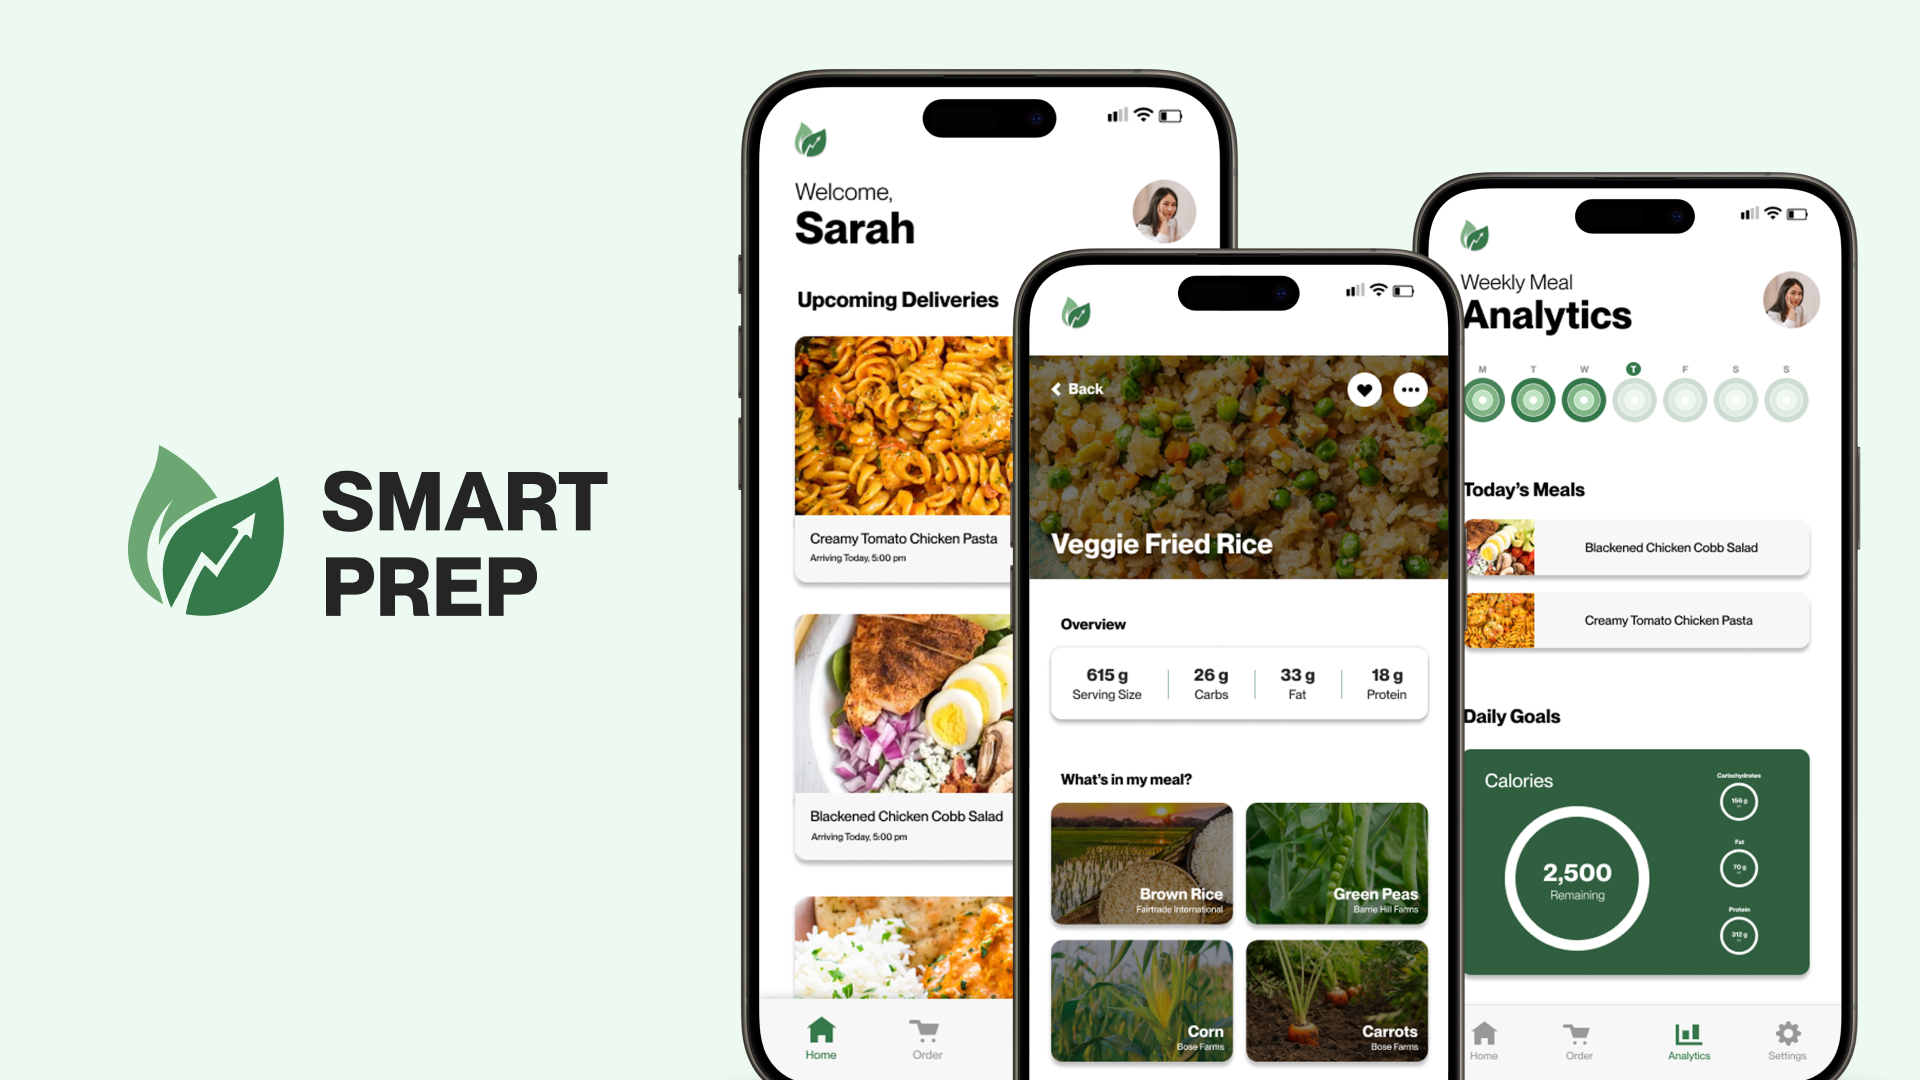 SMART
PREP
Welcome,
Sarah
Upcoming Deliveries
Creamy Tomato Chicken Pasta
Arriving Today, 5:00 pm
Blackened Chicken Cobb Salad
Arriving Today, 5:00 pm
Home
Order
Back
Veggie Fried Rice
Overview
615 g
Serving Size
26 g
Carbs
33 g
Fat
18 g
Protein
What's in my meal?
Brown Rice
Fairtrade International
Green Peas
Barrie Hill Farms
Corn
Bose Farms
Carrots
Bose Farms
Weekly Meal
Analytics
M T W T F S S
Today's Meals
Blackened Chicken Cobb Salad
Creamy Tomato Chicken Pasta
Daily Goals
Calories
2,500
Remaining
Carbohydrates
156 g
Fat
70 g
Protein
312 g
Home
Order
Analytics
Settings